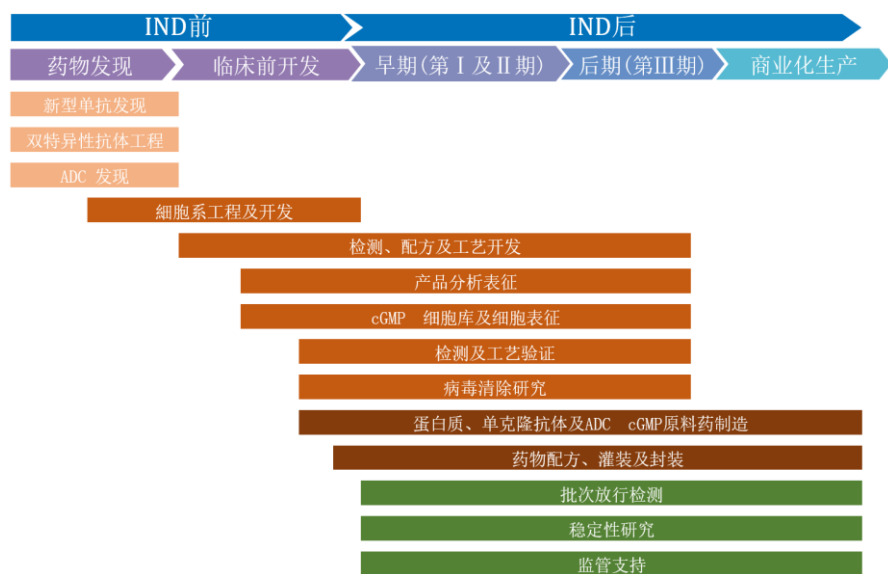 IND前 IND后
药物发现 临床前开发 早期(第Ⅰ及Ⅱ期) 后期(第Ⅲ期) 商业化生产
新型单抗发现
双特异性抗体工程
ADC 发现
細胞系工程及开发
检测、配方及工艺开发
产品分析表征
cGMP 细胞库及细胞表征
检测及工艺验证
病毒清除研究
蛋白质、单克隆抗体及ADC cGMP原料药制造
药物配方、灌装及封装
批次放行检测
稳定性研究
监管支持